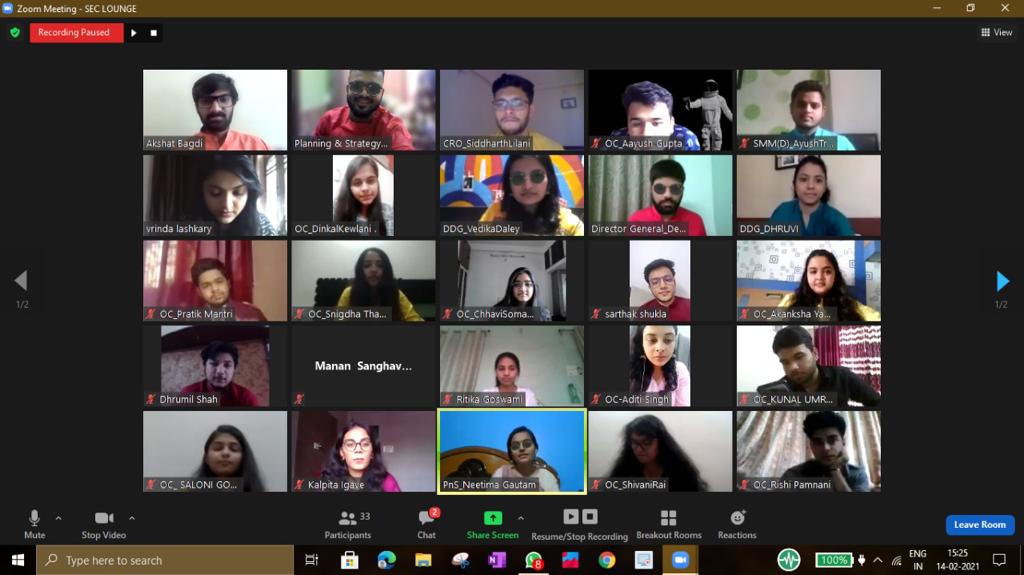 Zoom Meeting - SEC LOUNGE
Recording Paused
View
Akshat Bagdi
Planning & Strategy...
CRO_SiddharthLilani
OC_Aayush Gupta
SMM(D)_AyushTr...
vrinda lashkary
OC_DinkalKewlani .
DDG_VedikaDaley
Director General_De...
DDG_DHRUVI
OC_Pratik Mantri
OC_Snigdha Tha...
OC_ChhaviSoma...
sarthak shukla
OC_Akanksha Ya...
1/2
1/2
Dhrumil Shah
Manan Sanghav...
Ritika Goswami
OC-Aditi Singh
OC_KUNAL UMR...
OC_ SALONI GO...
Kalpita Igave
PnS_Neetima Gautam
OC_ShivaniRai
OC_Rishi Pamnani
Mute
Stop Video
Participants
33
Chat
2
Share Screen
Resume/Stop Recording
Breakout Rooms
Reactions
Leave Room
Type here to search
8
100%
ENG
IN
15:25
14-02-2021